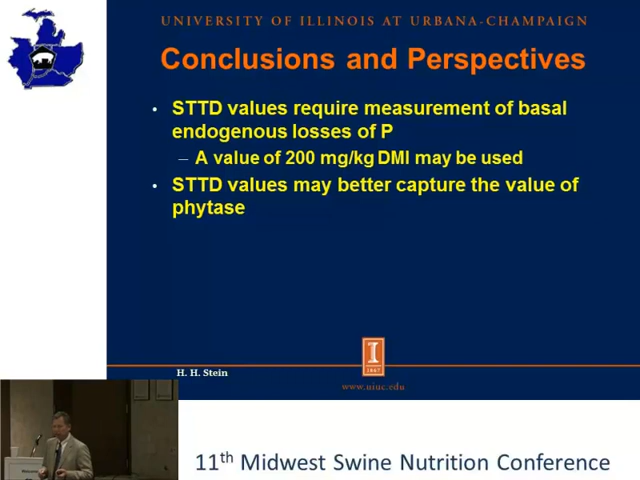 UNIVERSITY OF ILLINOIS AT URBANA-CHAMPAIGN
Conclusions and Perspectives
• STTD values require measurement of basal
endogenous losses of P
– A value of 200 mg/kg DMI may be used
• STTD values may better capture the value of
phytase
I
1867
H. H. Stein
www.uiuc.edu
11th Midwest Swine Nutrition Conference